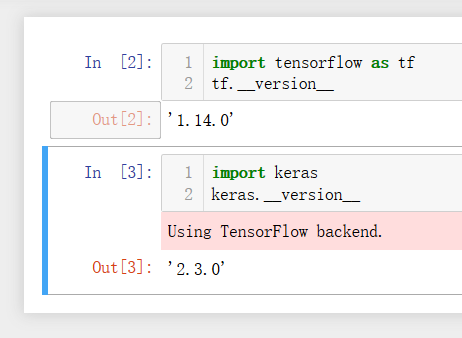 In [2]:
1 import tensorflow as tf
2 tf.__version__
Out[2]: '1.14.0'
In [3]:
1 import keras
2 keras.__version__
Using TensorFlow backend.
Out[3]: '2.3.0'